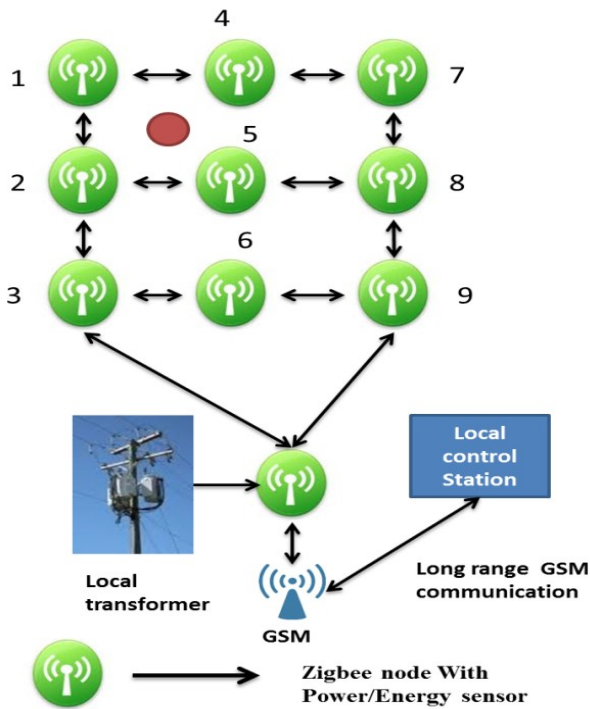 4
1
7
5
2
8
6
3
9
Local
control
Station
Local
transformer
Long range GSM
communication
GSM
Zigbee node With
Power/Energy sensor